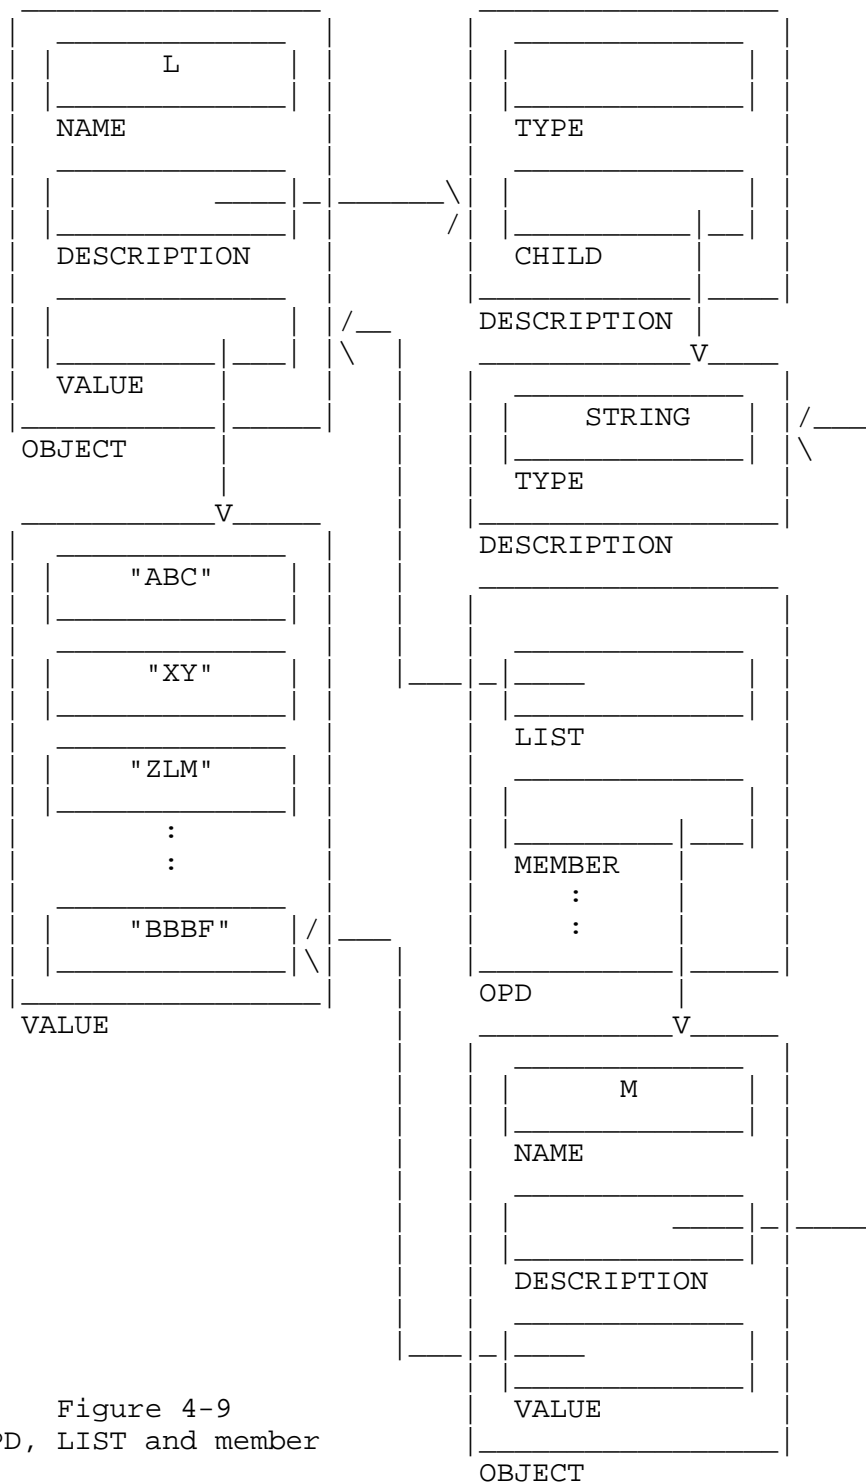 L
NAME
DESCRIPTION
VALUE
OBJECT
"ABC"
"XY"
"ZLM"
:
:
"BBBF"
VALUE
TYPE
CHILD
DESCRIPTION
V
STRING
TYPE
DESCRIPTION
V
LIST
MEMBER
:
:
OPD
V
M
NAME
DESCRIPTION
VALUE
OBJECT
Figure 4-9
PD, LIST and member